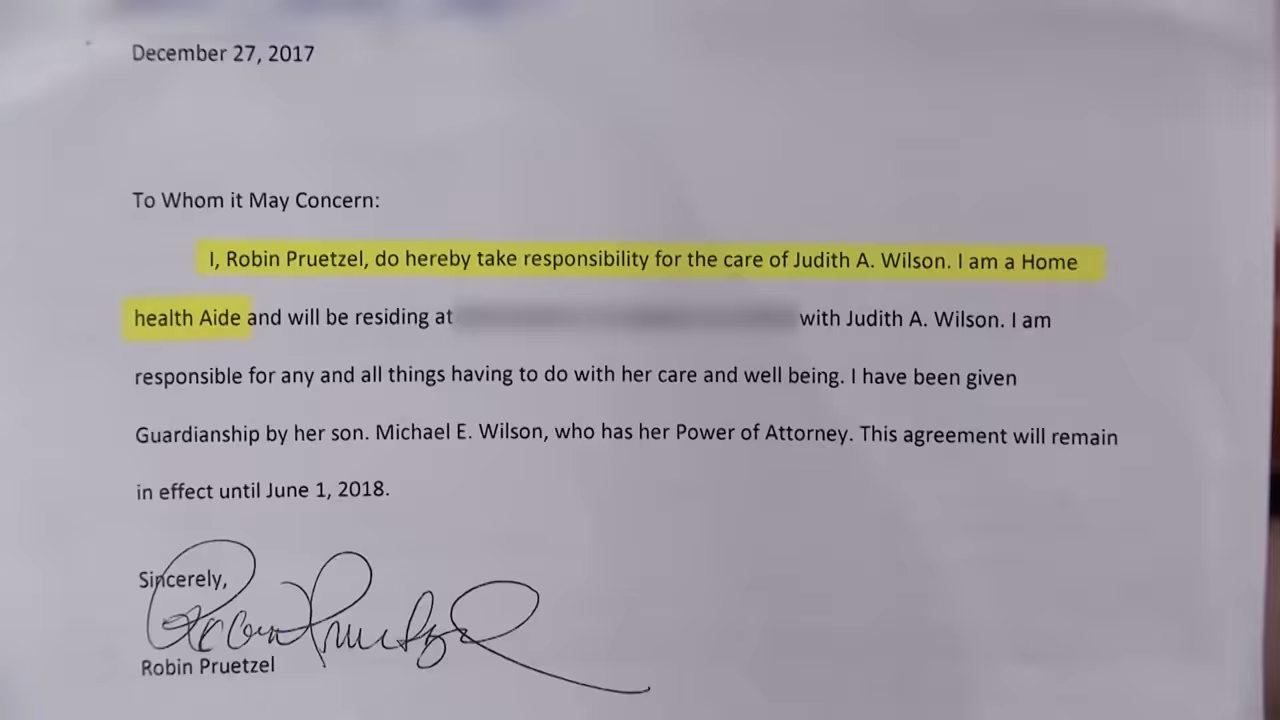 December 27, 2017
To Whom it May Concern:
I, Robin Pruetzel, do hereby take responsibility for the care of Judith A. Wilson. I am a Home
health Aide and will be residing at with Judith A. Wilson. I am
responsible for any and all things having to do with her care and well being. I have been given
Guardianship by her son. Michael E. Wilson, who has her Power of Attorney. This agreement will remain
in effect until June 1, 2018.
Sincerely,
Robin Pruetzel
Robin Pruetzel